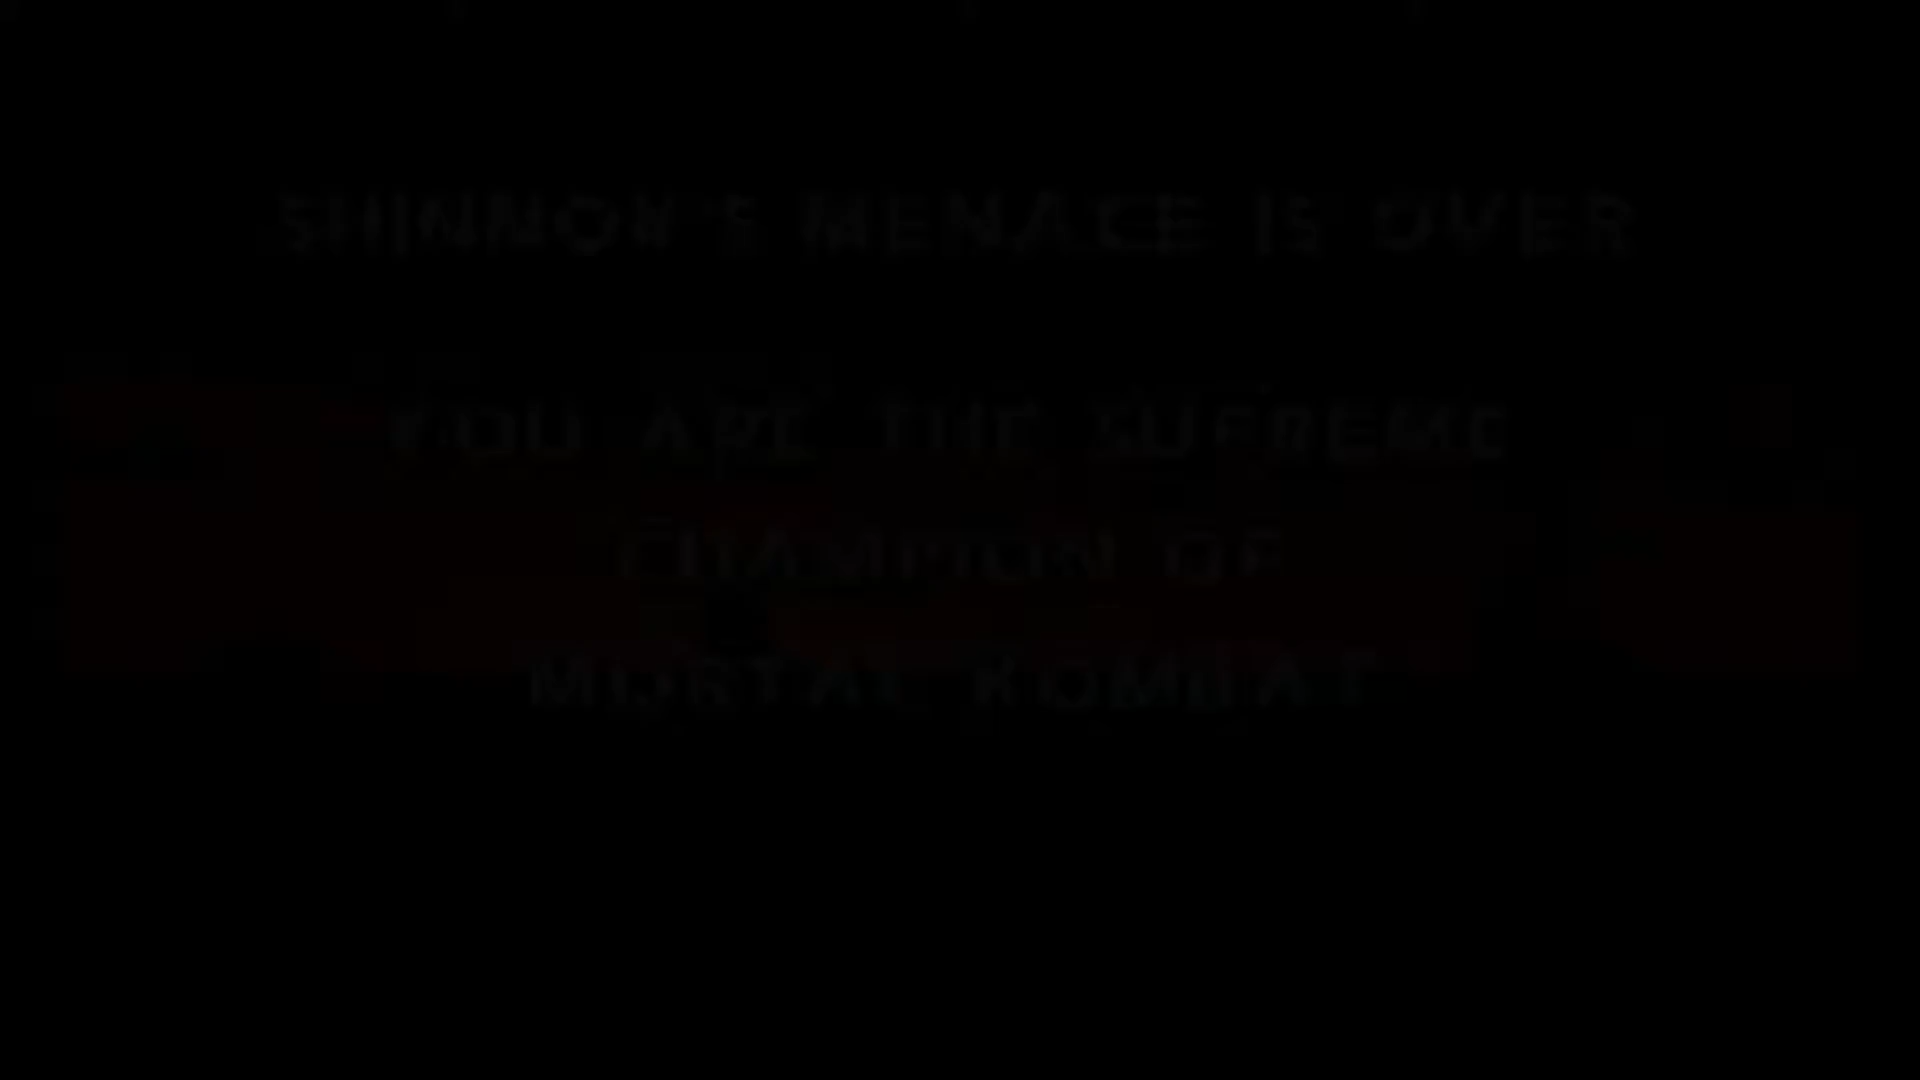 SHINNOK'S MENACE IS OVER
YOU ARE THE SUPREME
CHAMPION OF
MORTAL KOMBAT